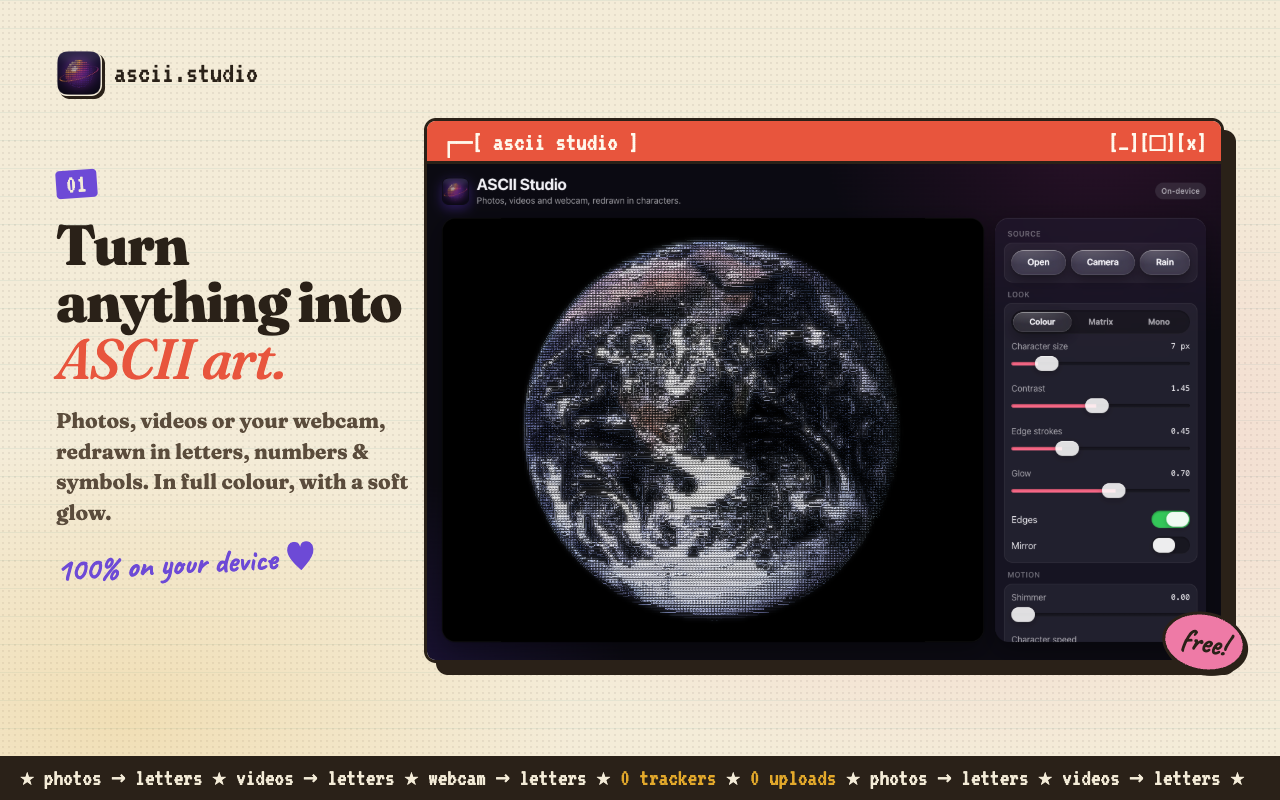 ascii.studio
01
Turn
anything into
ASCII art.
Photos, videos or your webcam,
redrawn in letters, numbers &
symbols. In full colour, with a soft
glow.
100% on your device ♥
┌─[ ascii studio ]
[_][□][x]
ASCII Studio
Photos, videos and webcam, redrawn in characters.
On-device
SOURCE
Open Camera Rain
LOOK
Colour Matrix Mono
Character size 7 px
Contrast 1.45
Edge strokes 0.45
Glow 0.70
Edges
Mirror
MOTION
Shimmer 0.00
Character speed
free!
★ photos → letters ★ videos → letters ★ webcam → letters ★ 0 trackers ★ 0 uploads ★ photos → letters ★ videos → letters ★